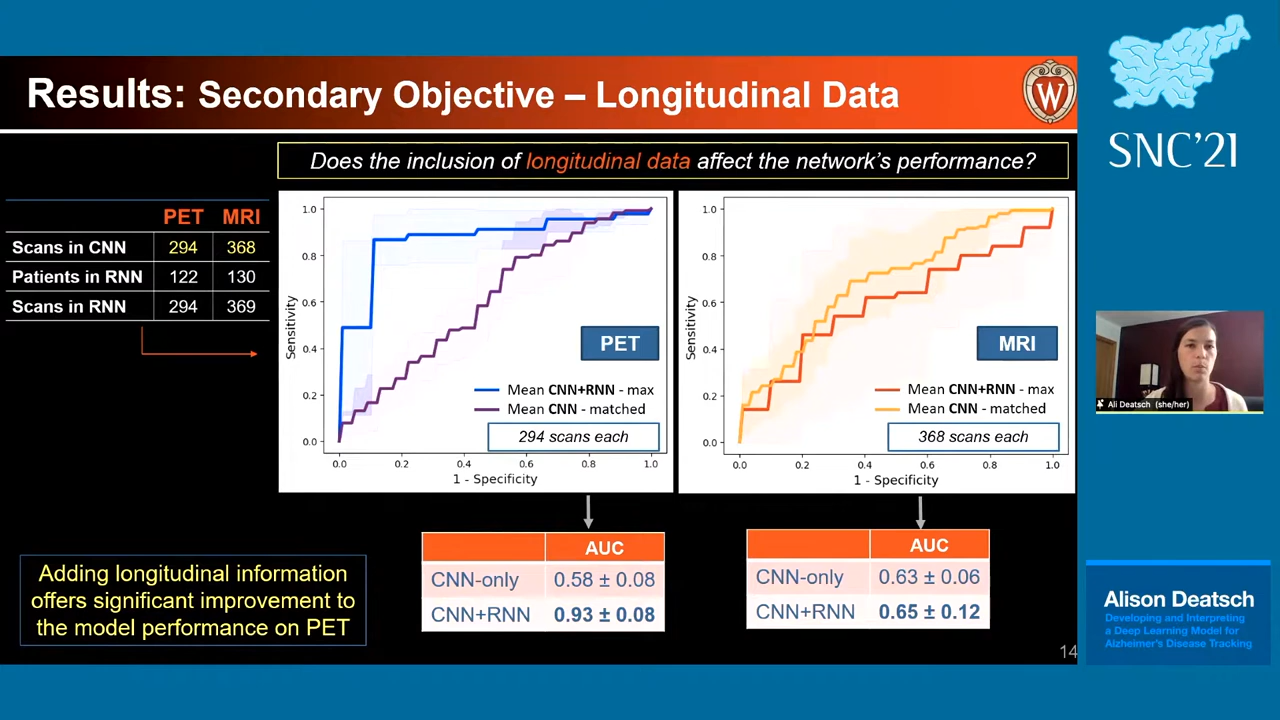 Results: Secondary Objective – Longitudinal Data
W
SNC'21
Does the inclusion of longitudinal data affect the network's performance?
PET MRI
Scans in CNN 294 368
Patients in RNN 122 130
Scans in RNN 294 369
1.0
0.8
0.6
0.4
0.2
0.0
Sensitivity
PET
Mean CNN+RNN - max
Mean CNN - matched
294 scans each
0.0 0.2 0.4 0.6 0.8 1.0
1 - Specificity
1.0
0.8
0.6
0.4
0.2
0.0
Sensitivity
MRI
Mean CNN+RNN - max
Mean CNN - matched
368 scans each
0.0 0.2 0.4 0.6 0.8 1.0
1 - Specificity
Ali Deatsch (she/her)
AUC
CNN-only 0.58 ± 0.08
CNN+RNN 0.93 ± 0.08
AUC
CNN-only 0.63 ± 0.06
CNN+RNN 0.65 ± 0.12
Adding longitudinal information
offers significant improvement to
the model performance on PET
14
Alison Deatsch
Developing and Interpreting
a Deep Learning Model for
Alzheimer's Disease Tracking